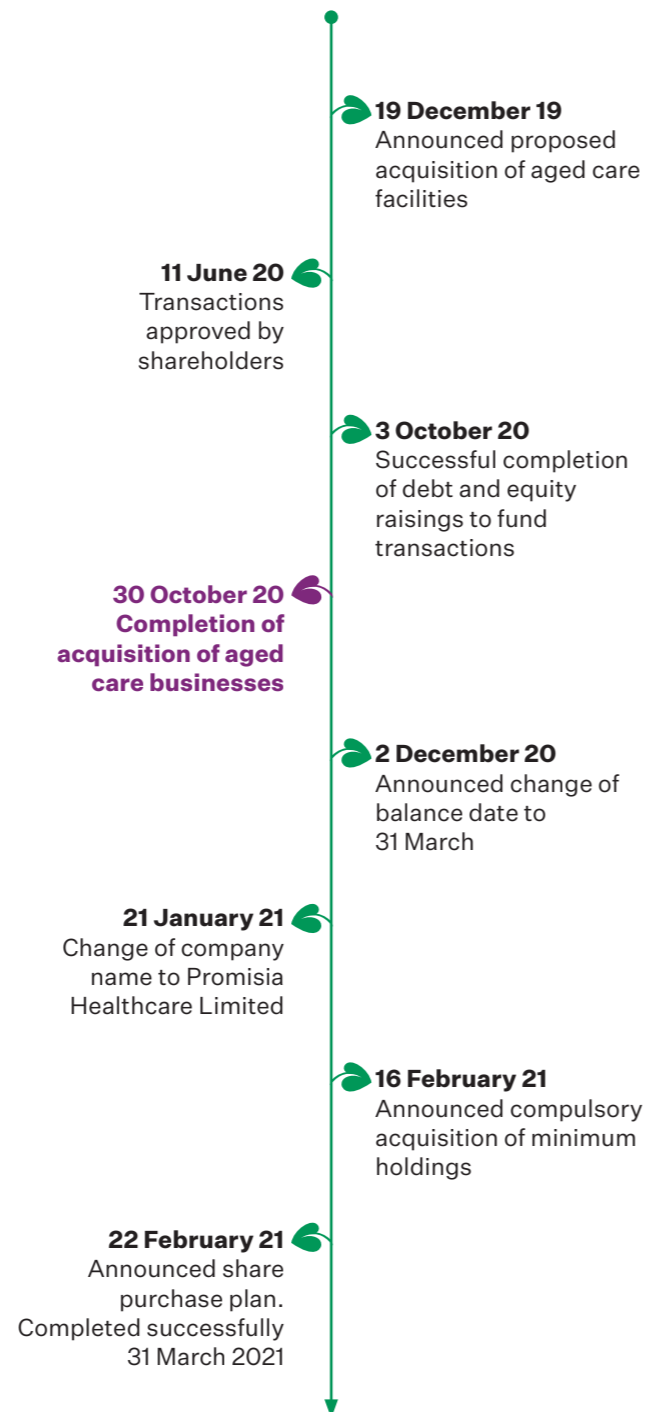 19 December 19
Announced proposed
acquisition of aged care
facilities
11 June 20
Transactions
approved by
shareholders
3 October 20
Successful completion
of debt and equity
raisings to fund
transactions
30 October 20
Completion of
acquisition of aged
care businesses
2 December 20
Announced change of
balance date to
31 March
21 January 21
Change of company
name to Promisia
Healthcare Limited
16 February 21
Announced compulsory
acquisition of minimum
holdings
22 February 21
Announced share
purchase plan.
Completed successfully
31 March 2021